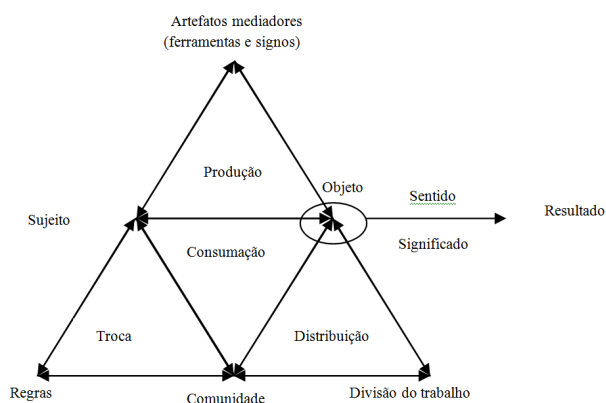 Artefatos mediadores
(ferramentas e signos)
Produção
Objeto
Sentido
Sujeito
Resultado
Consumação
Significado
Troca
Distribuição
Regras
Comunidade
Divisão do trabalho